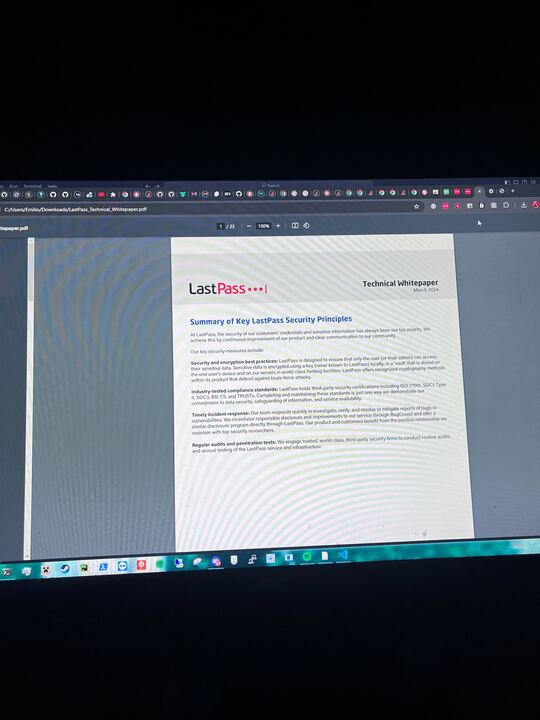 Run Terminal Help
Search
C:/Users/Emilio/Downloads/LastPass_Technical_Whitepaper.pdf
itepaper.pdf
1 / 23
100%
LastPass
Technical Whitepaper
March 2024
Summary of Key LastPass Security Principles
At LastPass, the security of our customers' credentials and sensitive information has always been our top priority. We
achieve this by continuous improvement of our product and clear communication to our community.
Our key security measures include:
Security and encryption best practices: LastPass is designed to ensure that only the user (or their admin) can access
their sensitive data. Sensitive data is encrypted using a key (never known to LastPass) locally, in a 'vault' that is stored on
the end user's device and on our servers in world-class hosting facilities. LastPass offers recognized cryptography methods
within its product that defend against brute-force attacks.
Industry-tested compliance standards: LastPass holds third-party security certifications including ISO 27001, SOC2 Type
II, SOC3, BSI C5, and TRUSTe. Completing and maintaining these standards is just one way we demonstrate our
commitment to data security, safeguarding of information, and service availability.
Timely incident response: Our team responds quickly to investigate, verify, and resolve or mitigate reports of bugs or
vulnerabilities. We incentivize responsible disclosure and improvements to our service through BugCrowd and offer a
similar disclosure program directly through LastPass. Our product and customers benefit from the positive relationship we
maintain with top security researchers.
Regular audits and penetration tests: We engage trusted, world-class, third-party security firms to conduct routine audits
and annual testing of the LastPass service and infrastructure.